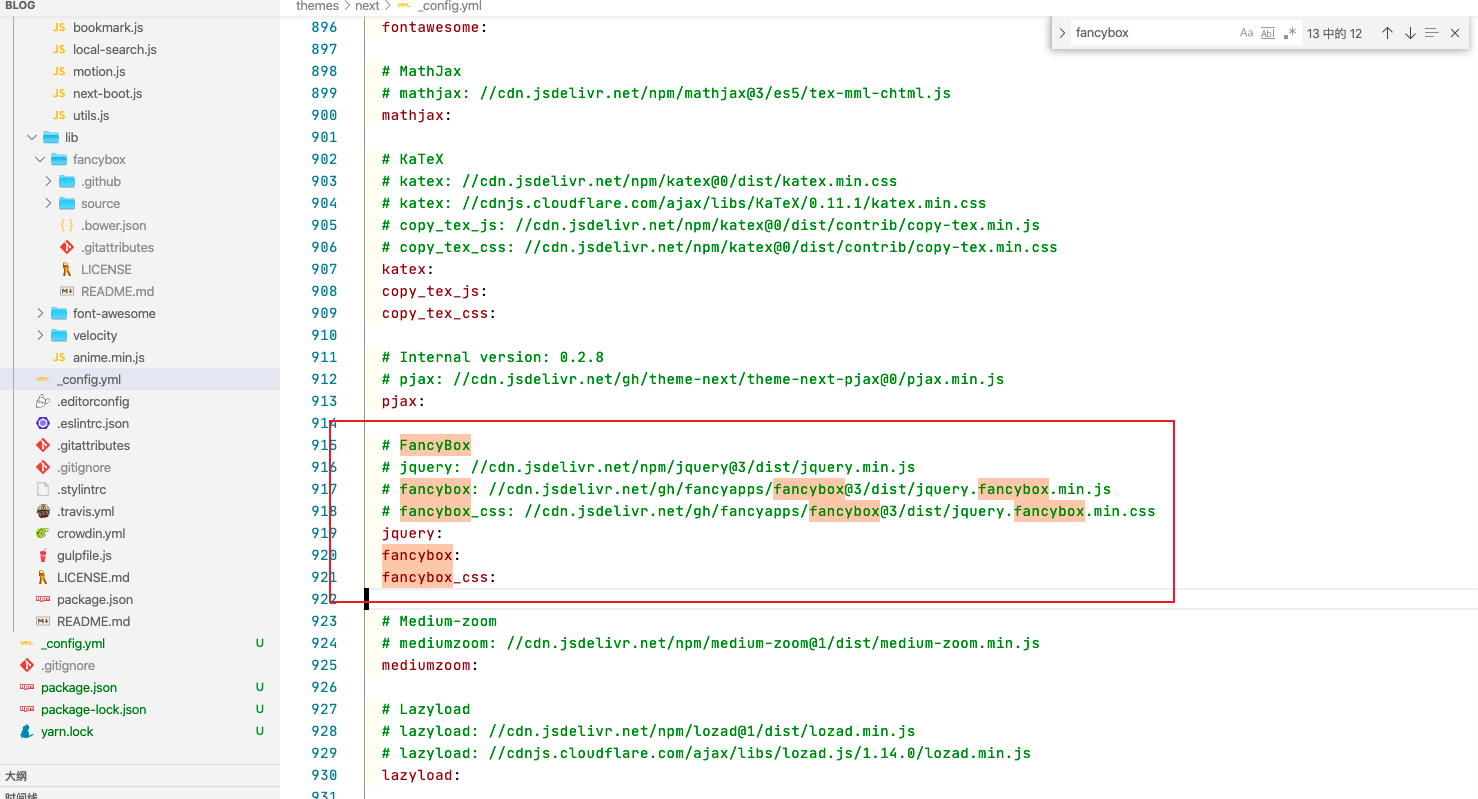 BLOG
JS bookmark.js
JS local-search.js
JS motion.js
JS next-boot.js
JS utils.js
lib
fancybox
.github
source
{ } .bower.json
.gitattributes
LICENSE
M↓ README.md
font-awesome
velocity
JS anime.min.js
_config.yml
.editorconfig
.eslintrc.json
.gitattributes
.gitignore
.stylintrc
.travis.yml
crowdin.yml
gulpfile.js
LICENSE.md
package.json
M↓ README.md
_config.yml U
.gitignore
package.json U
package-lock.json U
yarn.lock U
大纲
时间线
themes > next > _config.yml
fancybox Aa Abl .* 13 中的 12
896 fontawesome:
897
898 # MathJax
899 # mathjax: //cdn.jsdelivr.net/npm/mathjax@3/es5/tex-mml-chtml.js
900 mathjax:
901
902 # KaTeX
903 # katex: //cdn.jsdelivr.net/npm/katex@0/dist/katex.min.css
904 # katex: //cdnjs.cloudflare.com/ajax/libs/KaTeX/0.11.1/katex.min.css
905 # copy_tex_js: //cdn.jsdelivr.net/npm/katex@0/dist/contrib/copy-tex.min.js
906 # copy_tex_css: //cdn.jsdelivr.net/npm/katex@0/dist/contrib/copy-tex.min.css
907 katex:
908 copy_tex_js:
909 copy_tex_css:
910
911 # Internal version: 0.2.8
912 # pjax: //cdn.jsdelivr.net/gh/theme-next/theme-next-pjax@0/pjax.min.js
913 pjax:
914
915 # FancyBox
916 # jquery: //cdn.jsdelivr.net/npm/jquery@3/dist/jquery.min.js
917 # fancybox: //cdn.jsdelivr.net/gh/fancyapps/fancybox@3/dist/jquery.fancybox.min.js
918 # fancybox_css: //cdn.jsdelivr.net/gh/fancyapps/fancybox@3/dist/jquery.fancybox.min.css
919 jquery:
920 fancybox:
921 fancybox_css:
922
923 # Medium-zoom
924 # mediumzoom: //cdn.jsdelivr.net/npm/medium-zoom@1/dist/medium-zoom.min.js
925 mediumzoom:
926
927 # Lazyload
928 # lazyload: //cdn.jsdelivr.net/npm/lozad@1/dist/lozad.min.js
929 # lazyload: //cdnjs.cloudflare.com/ajax/libs/lozad.js/1.14.0/lozad.min.js
930 lazyload:
931